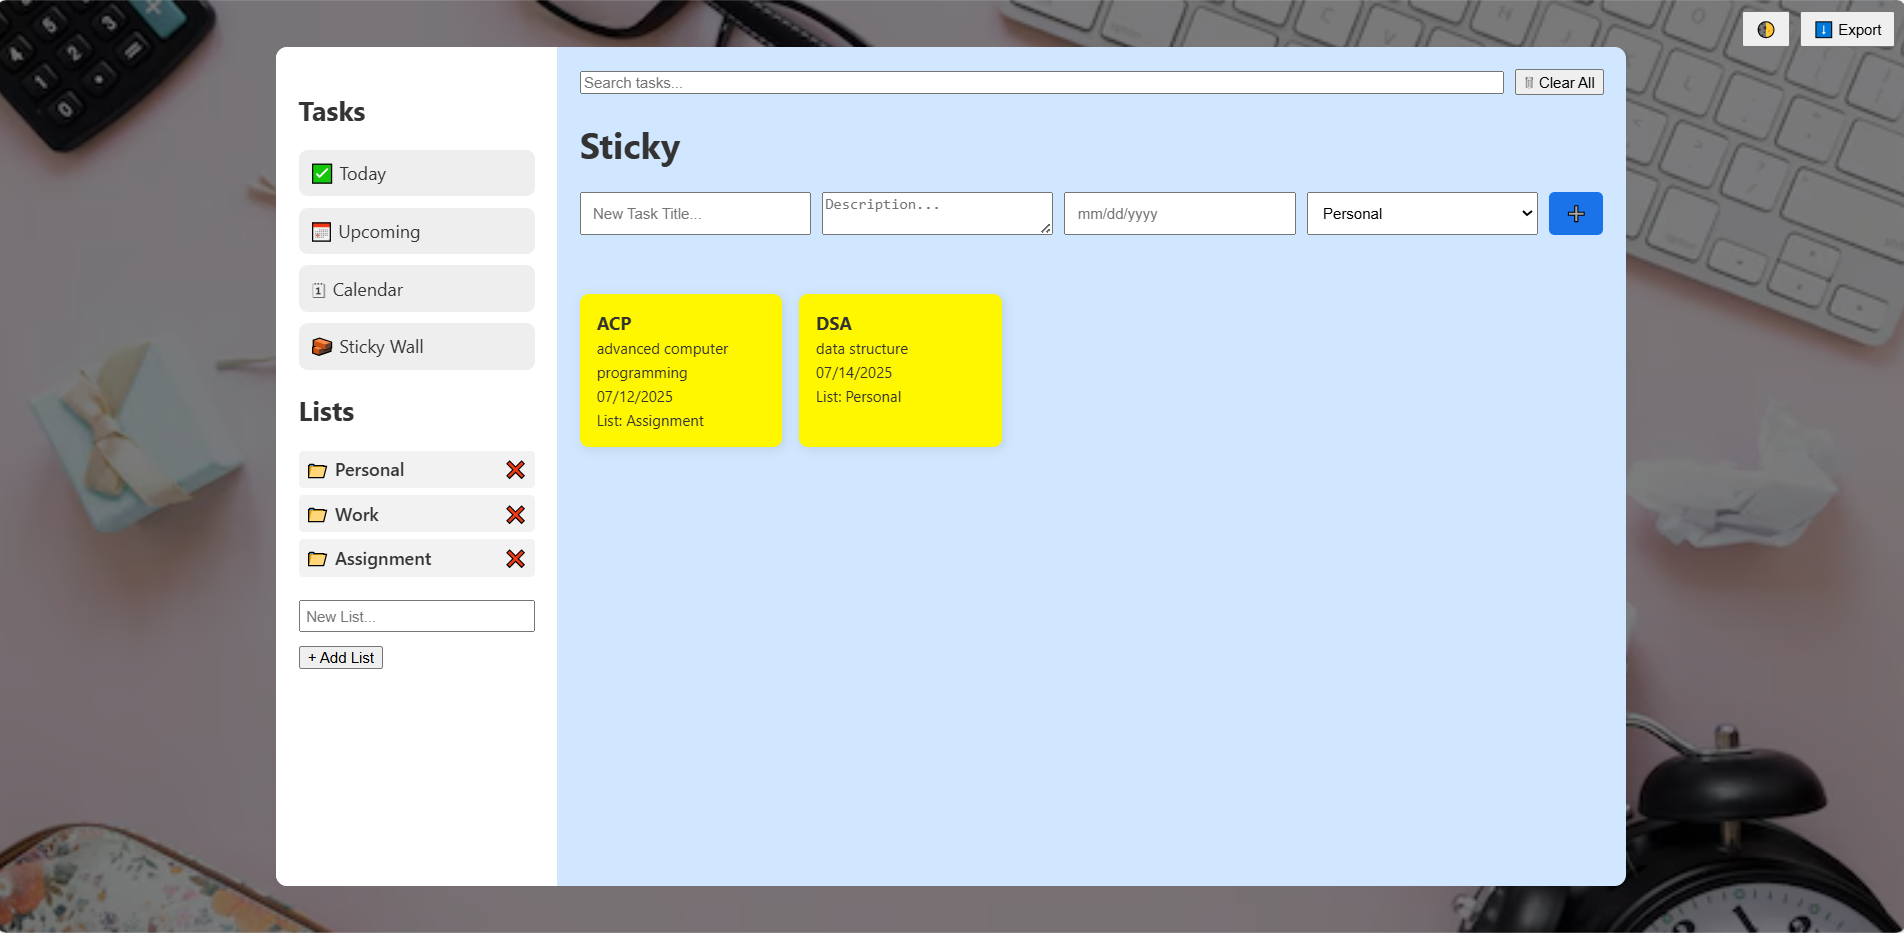 Export
Tasks
Today
Upcoming
Calendar
Sticky Wall
Lists
Personal
Work
Assignment
New List...
+ Add List
Search tasks...
Clear All
Sticky
New Task Title...
Description...
mm/dd/yyyy
Personal
ACP
advanced computer
programming
07/12/2025
List: Assignment
DSA
data structure
07/14/2025
List: Personal